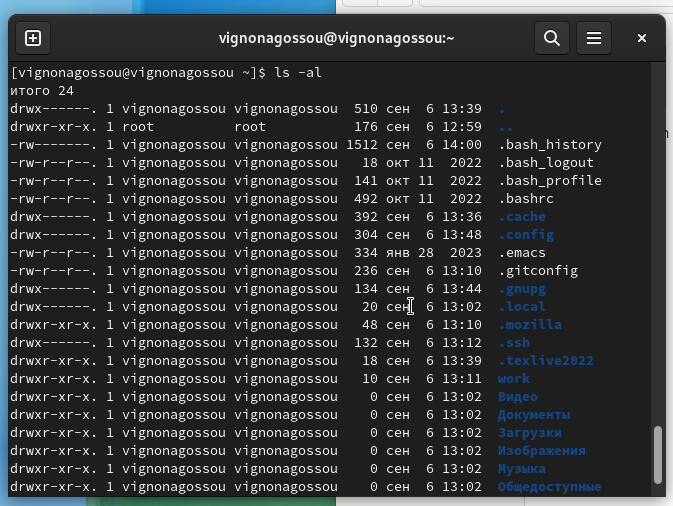 vignonagossou@vignonagossou:~
[vignonagossou@vignonagossou ~]$ ls -al
итого 24
drwx------. 1 vignonagossou vignonagossou  510 сен  6 13:39 .
drwxr-xr-x. 1 root          root           176 сен  6 12:59 ..
-rw-------. 1 vignonagossou vignonagossou 1512 сен  6 14:00 .bash_history
-rw-r--r--. 1 vignonagossou vignonagossou   18 окт 11  2022 .bash_logout
-rw-r--r--. 1 vignonagossou vignonagossou  141 окт 11  2022 .bash_profile
-rw-r--r--. 1 vignonagossou vignonagossou  492 окт 11  2022 .bashrc
drwx------. 1 vignonagossou vignonagossou  392 сен  6 13:36 .cache
drwx------. 1 vignonagossou vignonagossou  304 сен  6 13:48 .config
-rw-r--r--. 1 vignonagossou vignonagossou  334 янв 28  2023 .emacs
-rw-r--r--. 1 vignonagossou vignonagossou  236 сен  6 13:10 .gitconfig
drwx------. 1 vignonagossou vignonagossou  134 сен  6 13:44 .gnupg
drwx------. 1 vignonagossou vignonagossou   20 сен  6 13:02 .local
drwxr-xr-x. 1 vignonagossou vignonagossou   48 сен  6 13:10 .mozilla
drwx------. 1 vignonagossou vignonagossou  132 сен  6 13:12 .ssh
drwxr-xr-x. 1 vignonagossou vignonagossou   18 сен  6 13:39 .texlive2022
drwxr-xr-x. 1 vignonagossou vignonagossou   10 сен  6 13:11 work
drwxr-xr-x. 1 vignonagossou vignonagossou    0 сен  6 13:02 Видео
drwxr-xr-x. 1 vignonagossou vignonagossou    0 сен  6 13:02 Документы
drwxr-xr-x. 1 vignonagossou vignonagossou    0 сен  6 13:02 Загрузки
drwxr-xr-x. 1 vignonagossou vignonagossou    0 сен  6 13:02 Изображения
drwxr-xr-x. 1 vignonagossou vignonagossou    0 сен  6 13:02 Музыка
drwxr-xr-x. 1 vignonagossou vignonagossou    0 сен  6 13:02 Общедоступные